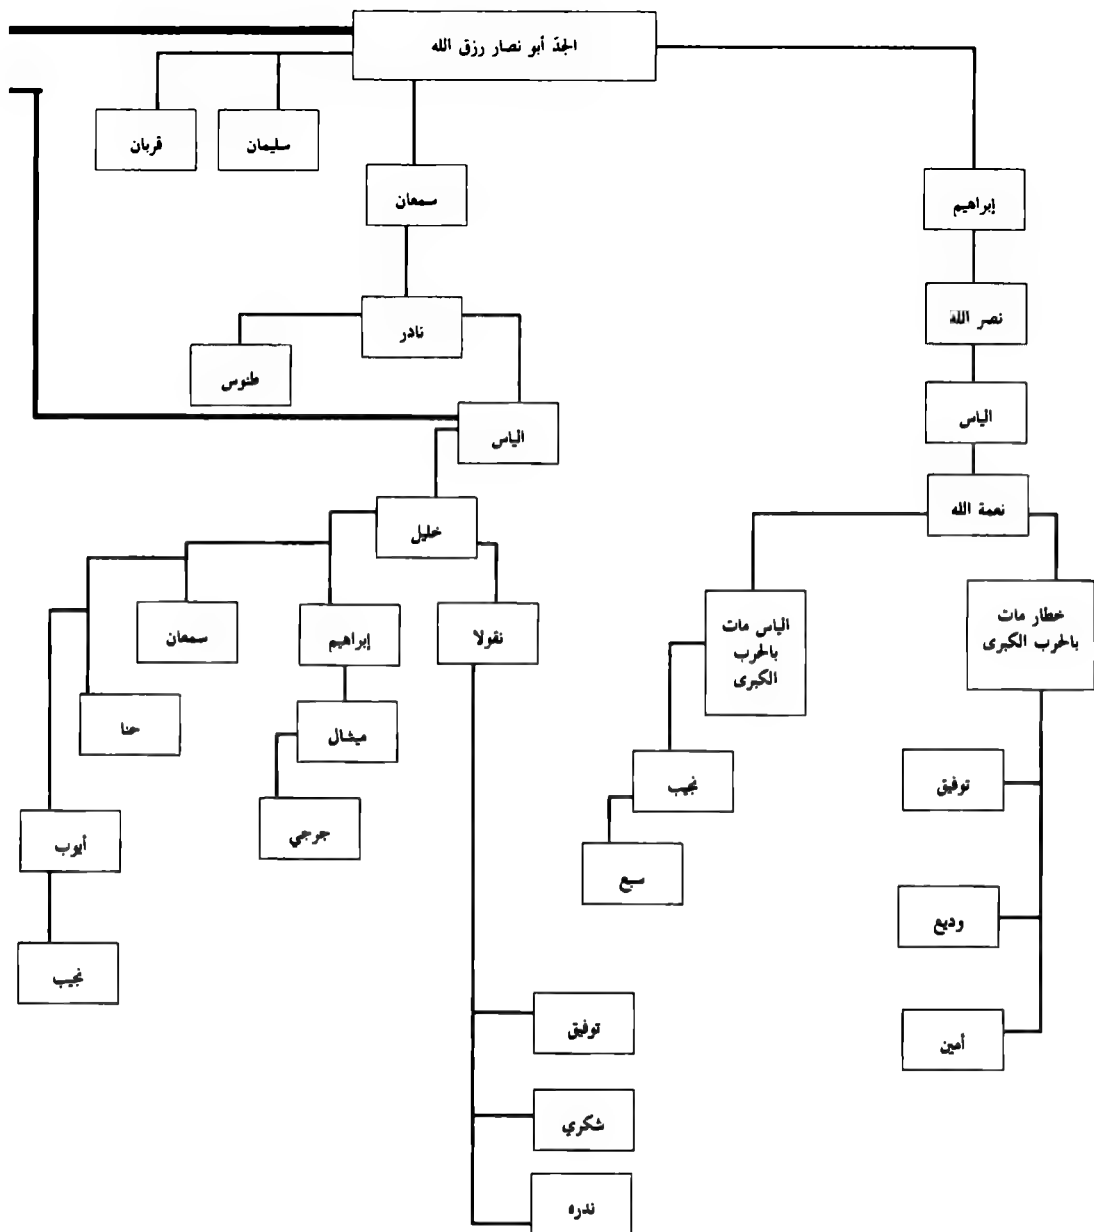 الجدّ أبو نصار رزق الله
سليمان
قربان
سمعان
إبراهيم
نصر الله
نادر
طنوس
الياس
الياس
نعمة الله
خليل
خطار مات
بالحرب الكبرى
الياس مات
بالحرب
الكبرى
نقولا
إبراهيم
سمعان
حنا
ميشال
توفيق
نجيب
جرجي
أيوب
سبع
وديع
نجيب
توفيق
أمين
شكري
ندره